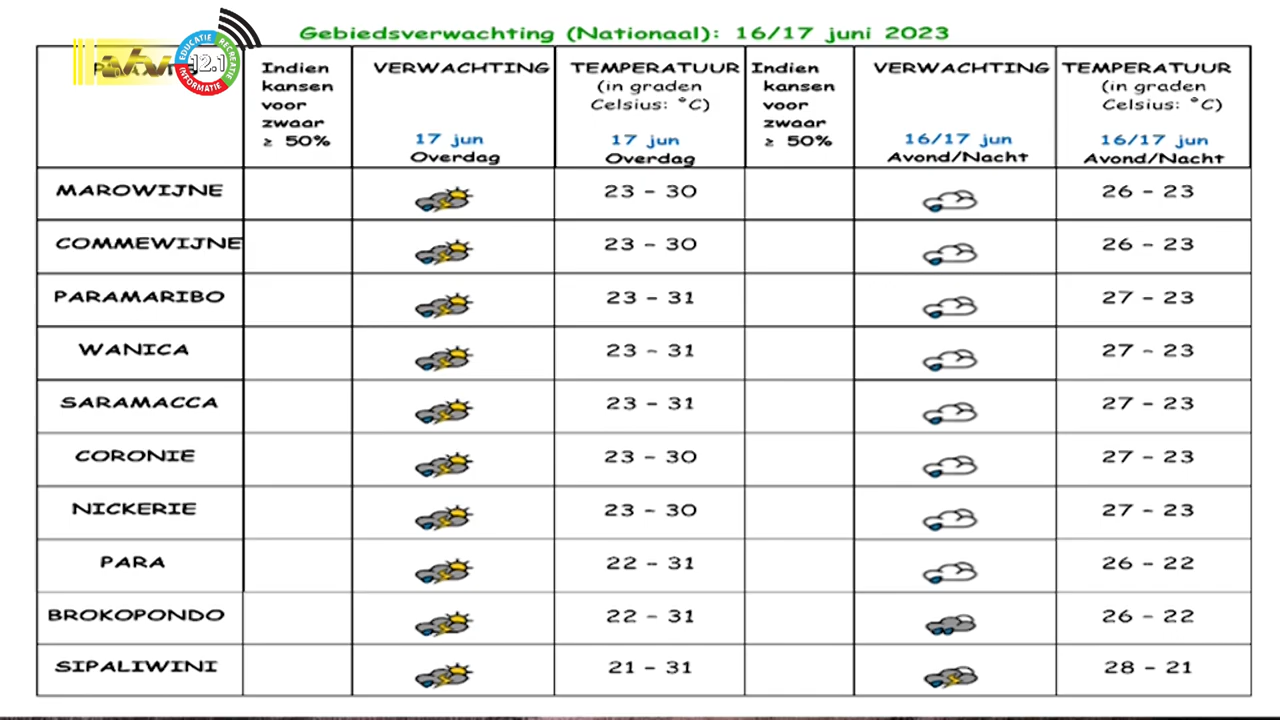 Gebiedsverwachting (Nationaal): 16/17 juni 2023
EDUCATIE RECREATIE INFORMATIE 12.1
Indien kansen voor zwaar ≥ 50%
VERWACHTING 17 jun Overdag
TEMPERATUUR (in graden Celsius: °C) 17 jun Overdag
Indien kansen voor zwaar ≥ 50%
VERWACHTING 16/17 jun Avond/Nacht
TEMPERATUUR (in graden Celsius: °C) 16/17 jun Avond/Nacht
MAROWIJNE 23 - 30 26 - 23
COMMEWIJNE 23 - 30 26 - 23
PARAMARIBO 23 - 31 27 - 23
WANICA 23 - 31 27 - 23
SARAMACCA 23 - 31 27 - 23
CORONIE 23 - 30 27 - 23
NICKERIE 23 - 30 27 - 23
PARA 22 - 31 26 - 22
BROKOPONDO 22 - 31 26 - 22
SIPALIWINI 21 - 31 28 - 21